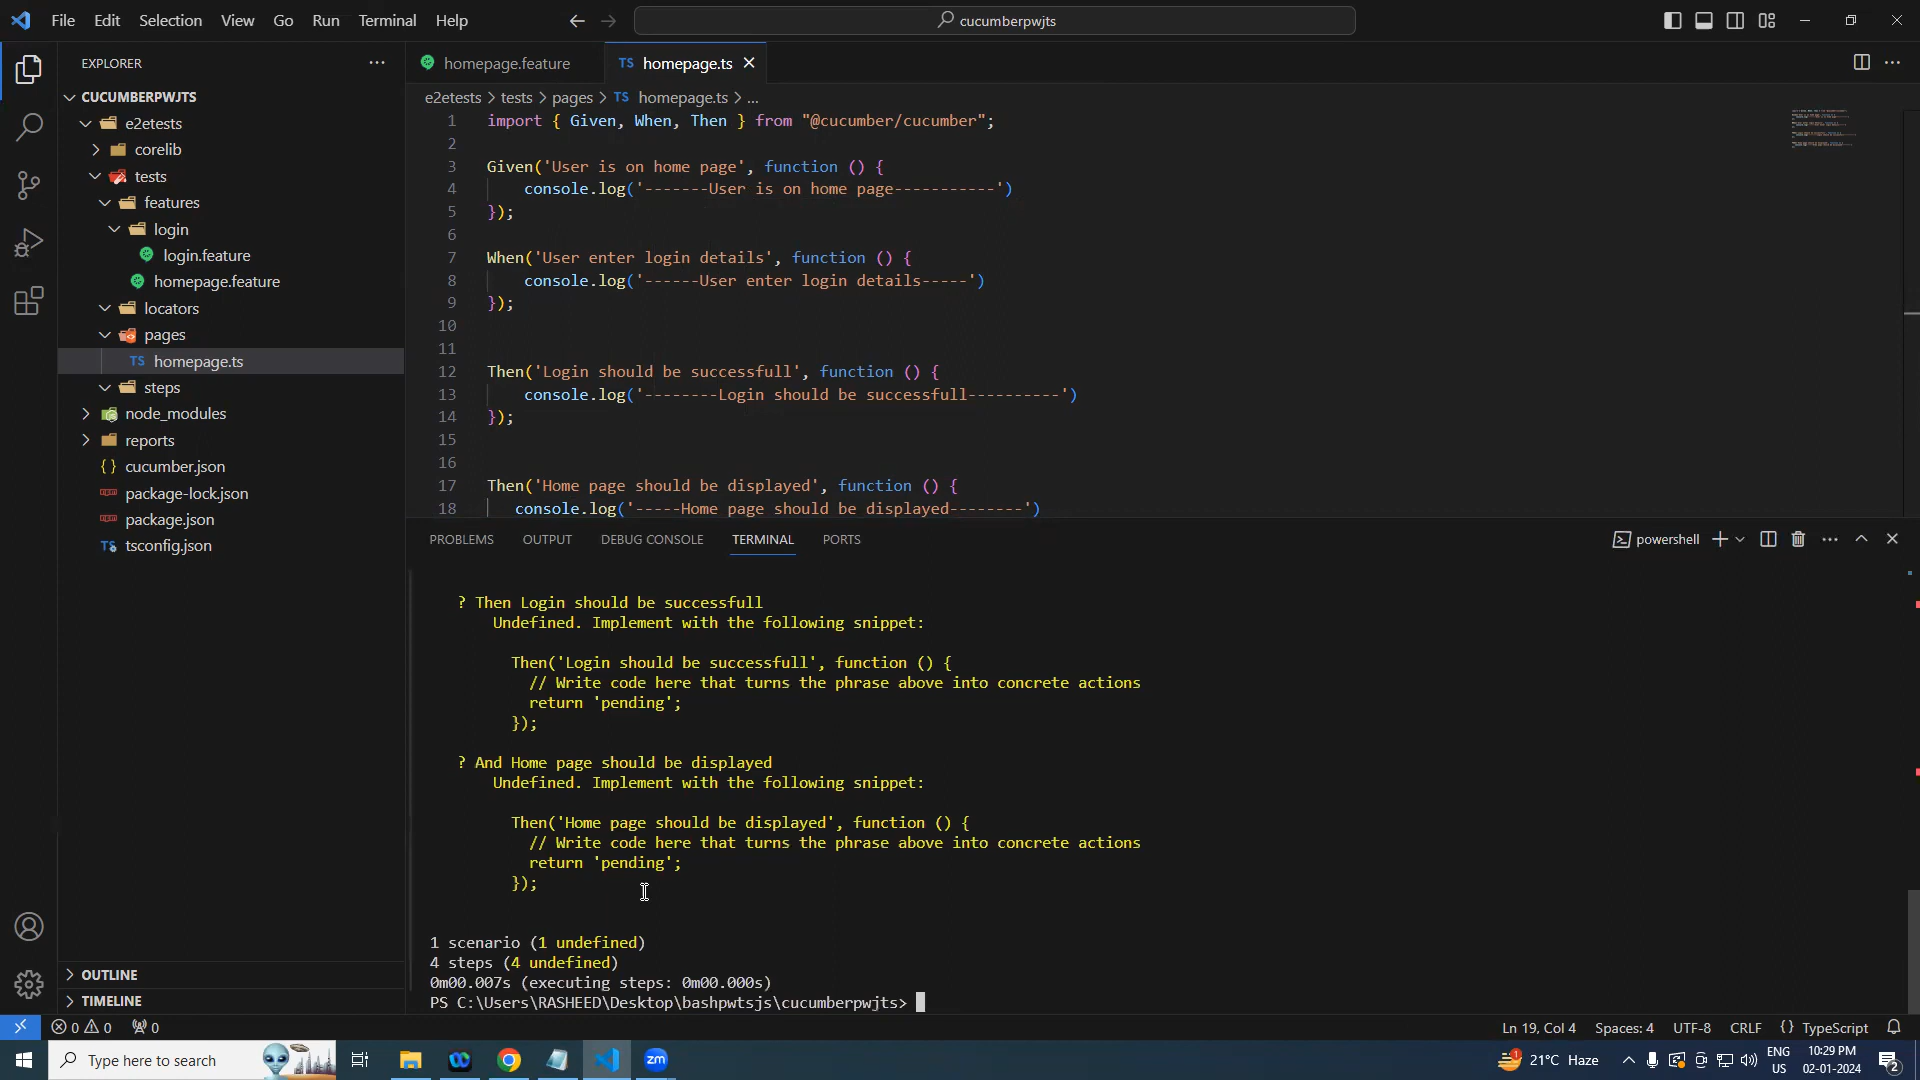 File Edit Selection View Go Run Terminal Help
cucumberpwjts
EXPLORER
CUCUMBERPWJTS
e2etests
corelib
tests
features
login
login.feature
homepage.feature
locators
pages
TS homepage.ts
steps
node_modules
reports
{} cucumber.json
package-lock.json
package.json
TS tsconfig.json
OUTLINE
TIMELINE
homepage.feature
TS homepage.ts
e2etests > tests > pages > TS homepage.ts > ...
1 import { Given, When, Then } from "@cucumber/cucumber";
2
3 Given('User is on home page', function () {
4 console.log('-------User is on home page-----------')
5 });
6
7 When('User enter login details', function () {
8 console.log('------User enter login details-----')
9 });
10
11
12 Then('Login should be successfull', function () {
13 console.log('--------Login should be successfull----------')
14 });
15
16
17 Then('Home page should be displayed', function () {
18 console.log('-----Home page should be displayed--------')
PROBLEMS OUTPUT DEBUG CONSOLE TERMINAL PORTS
powershell
? Then Login should be successfull
Undefined. Implement with the following snippet:
Then('Login should be successfull', function () {
// Write code here that turns the phrase above into concrete actions
return 'pending';
});
? And Home page should be displayed
Undefined. Implement with the following snippet:
Then('Home page should be displayed', function () {
// Write code here that turns the phrase above into concrete actions
return 'pending';
});
1 scenario (1 undefined)
4 steps (4 undefined)
0m00.007s (executing steps: 0m00.000s)
PS C:\Users\RASHEED\Desktop\bashpwtsjs\cucumberpwjts>
0 0 0
Ln 19, Col 4 Spaces: 4 UTF-8 CRLF {} TypeScript
Type here to search
zm
1
21°C Haze
ENG
US
10:29 PM
02-01-2024
2